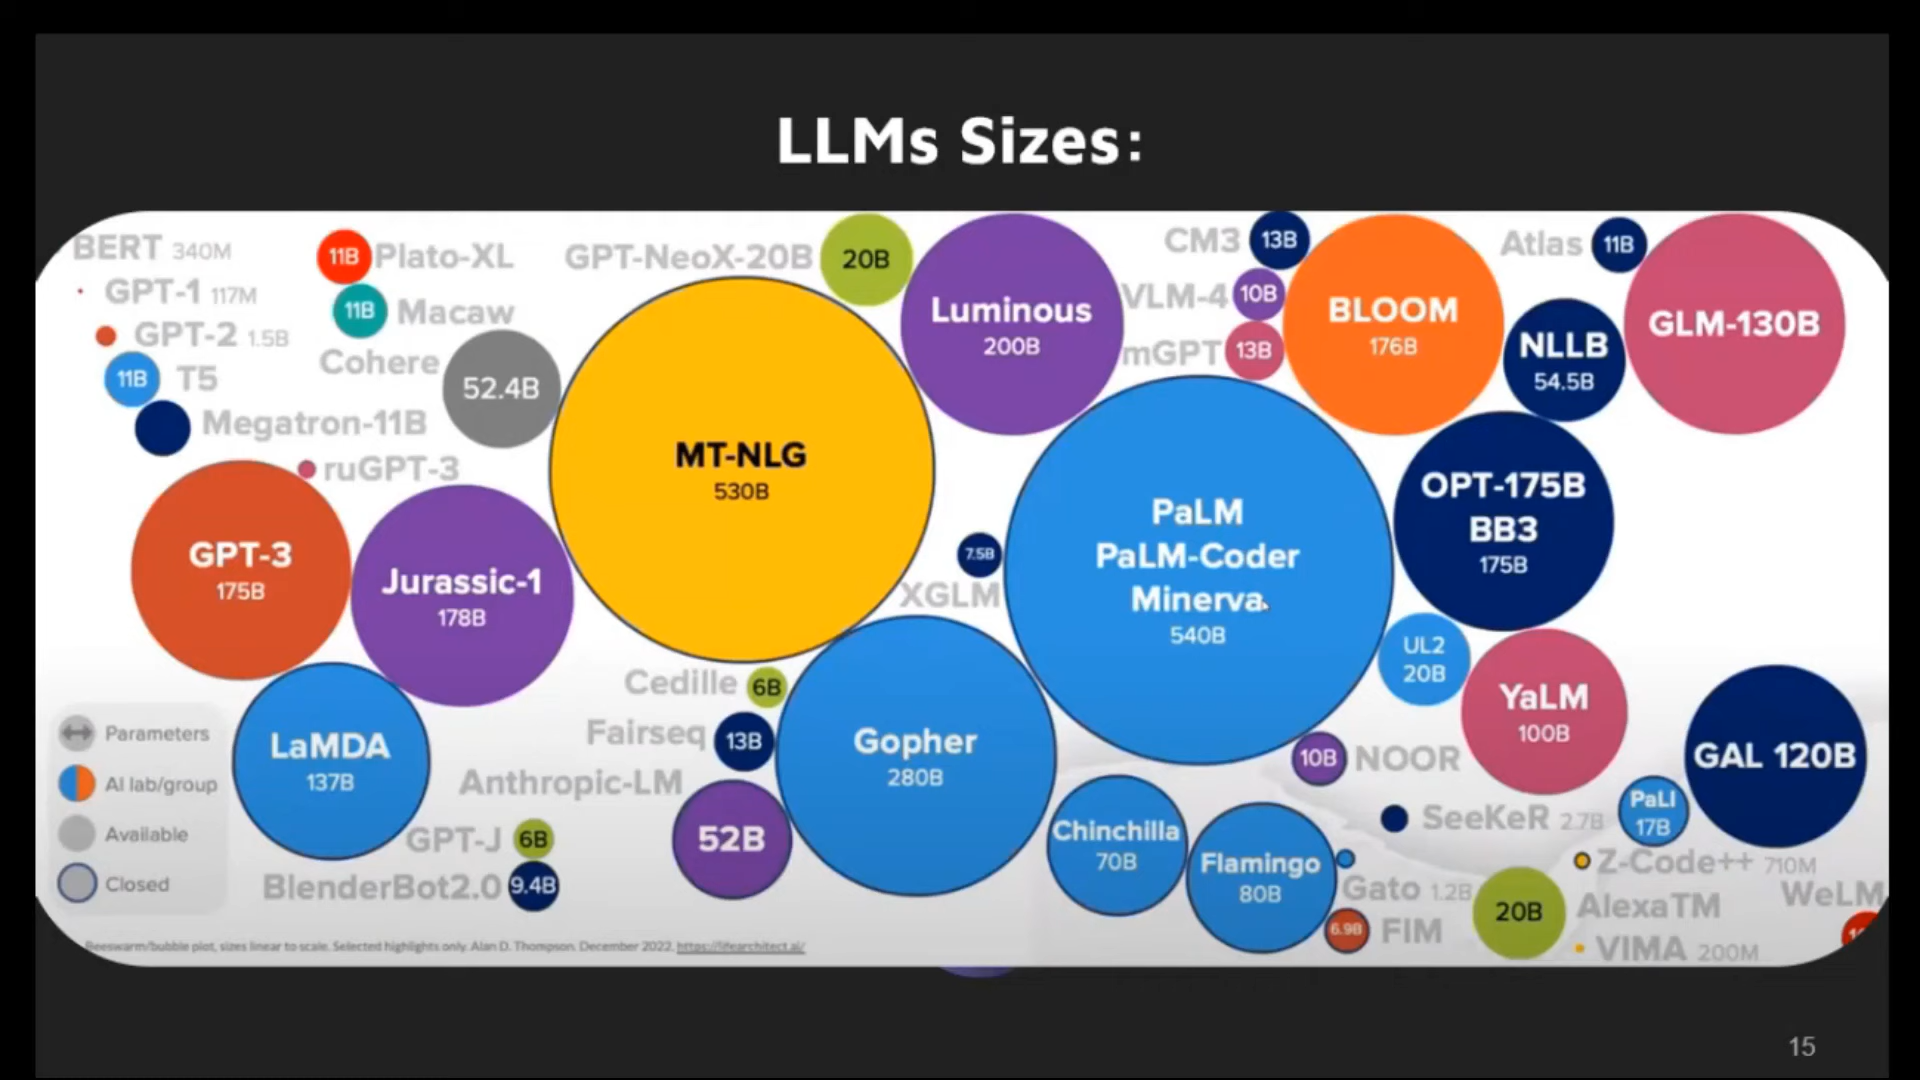 LLMs Sizes:
BERT 340M
GPT-1 117M
GPT-2 1.5B
11B T5
Megatron-11B
ruGPT-3
11B Plato-XL
11B Macaw
Cohere 52.4B
GPT-NeoX-20B 20B
GPT-3
175B
Jurassic-1
178B
MT-NLG
530B
Luminous
200B
CM3 13B
VLM-4 10B
mGPT 13B
BLOOM
176B
Atlas 11B
NLLB
54.5B
GLM-130B
OPT-175B
BB3
175B
7.5B
XGLM
PaLM
PaLM-Coder
Minerva
540B
UL2
20B
YaLM
100B
GAL 120B
LaMDA
137B
Cedille 6B
Fairseq 13B
Anthropic-LM
52B
GPT-J 6B
BlenderBot2.0 9.4B
Gopher
280B
Chinchilla
70B
Flamingo
80B
10B NOOR
SeeKeR 2.7B
PaLI
17B
Gato 1.2B
6.9B FIM
Z-Code++ 710M
20B AlexaTM
VIMA 200M
WeLM
Parameters
AI lab/group
Available
Closed
Beeswarm/bubble plot, sizes linear to scale. Selected highlights only. Alan D. Thompson. December 2022. https://lifearchitect.ai/
15